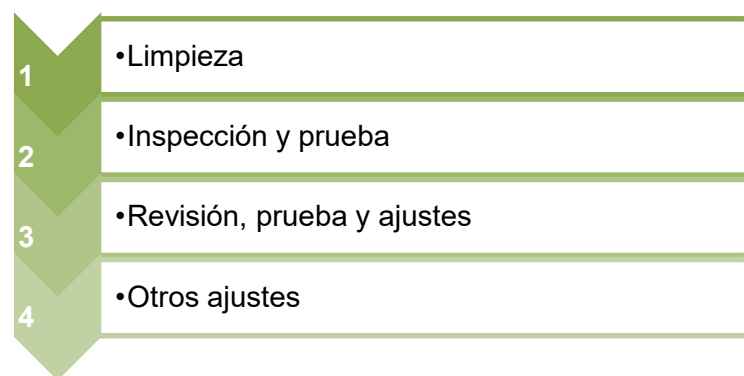 1
•Limpieza
2
•Inspección y prueba
3
•Revisión, prueba y ajustes
4
•Otros ajustes